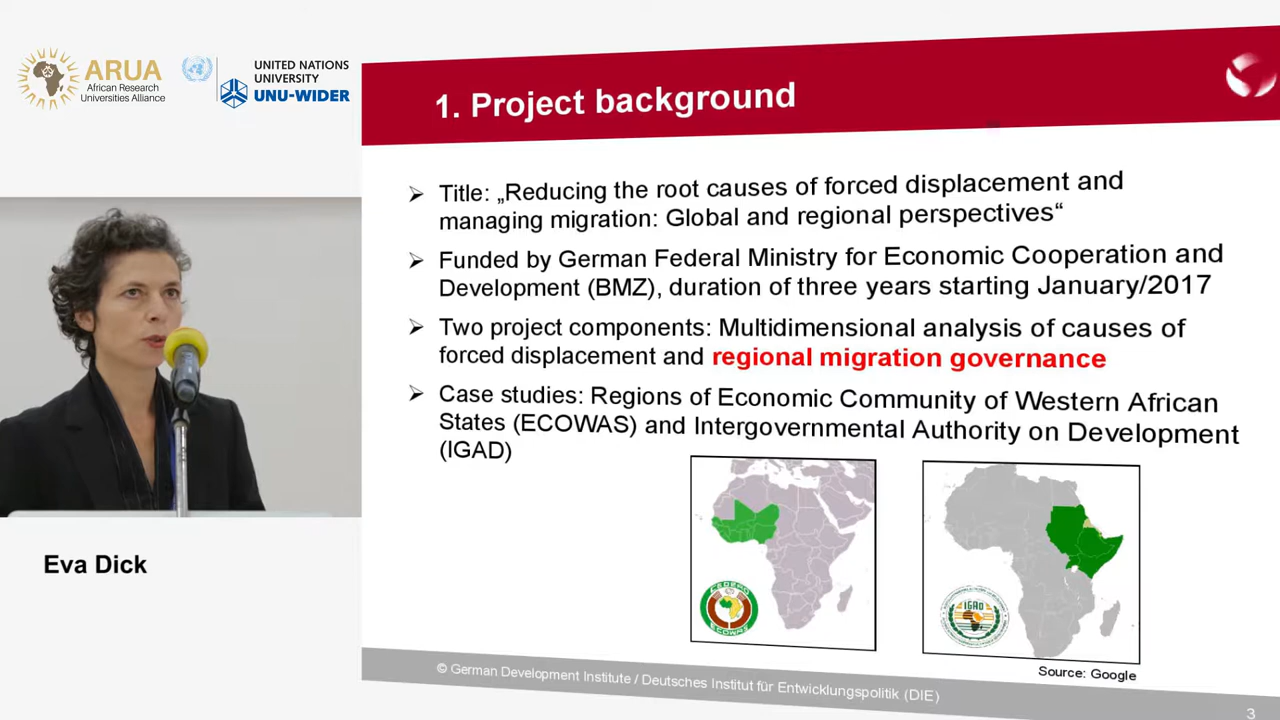 ARUA
African Research
Universities Alliance
UNITED NATIONS
UNIVERSITY
UNU-WIDER
1. Project background
➢ Title: „Reducing the root causes of forced displacement and
managing migration: Global and regional perspectives“
➢ Funded by German Federal Ministry for Economic Cooperation and
Development (BMZ), duration of three years starting January/2017
➢ Two project components: Multidimensional analysis of causes of
forced displacement and regional migration governance
➢ Case studies: Regions of Economic Community of Western African
States (ECOWAS) and Intergovernmental Authority on Development
(IGAD)
CEDEAO
ECOWAS
IGAD
Source: Google
Eva Dick
© German Development Institute / Deutsches Institut für Entwicklungspolitik (DIE)
3